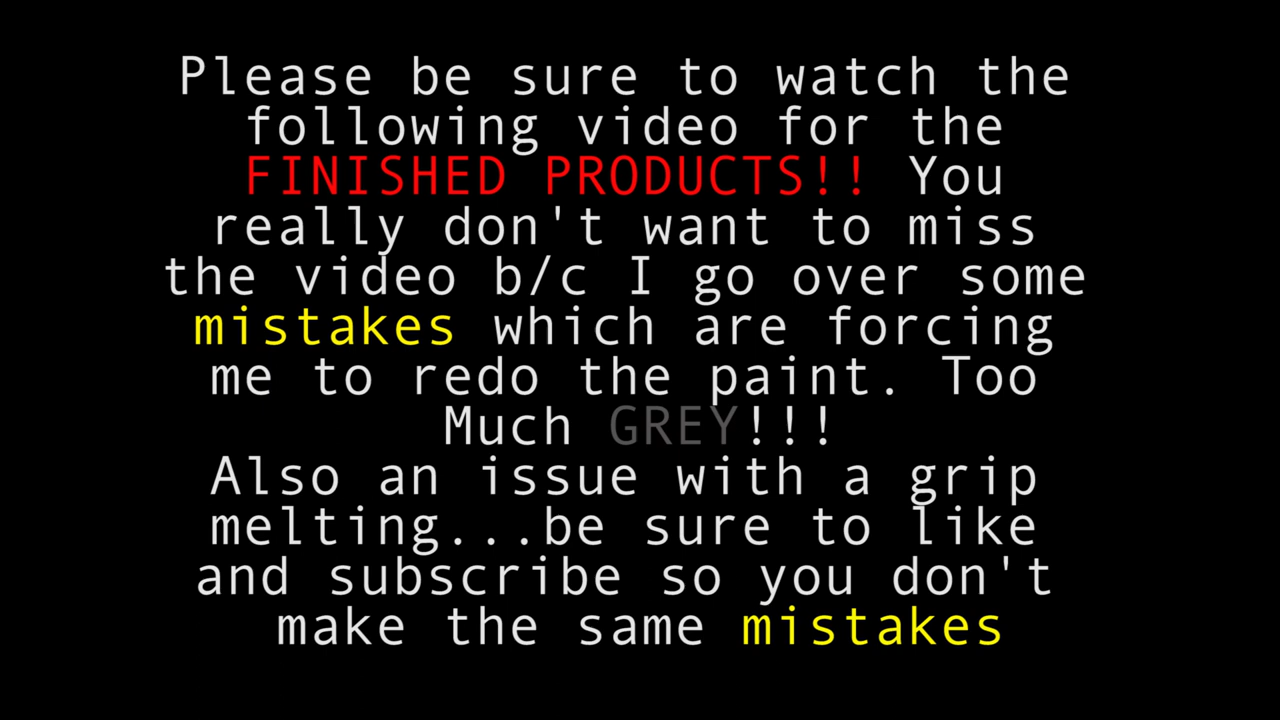 Please be sure to watch the
following video for the
FINISHED PRODUCTS!! You
really don't want to miss
the video b/c I go over some
mistakes which are forcing
me to redo the paint. Too
Much GREY!!!
Also an issue with a grip
melting...be sure to like
and subscribe so you don't
make the same mistakes